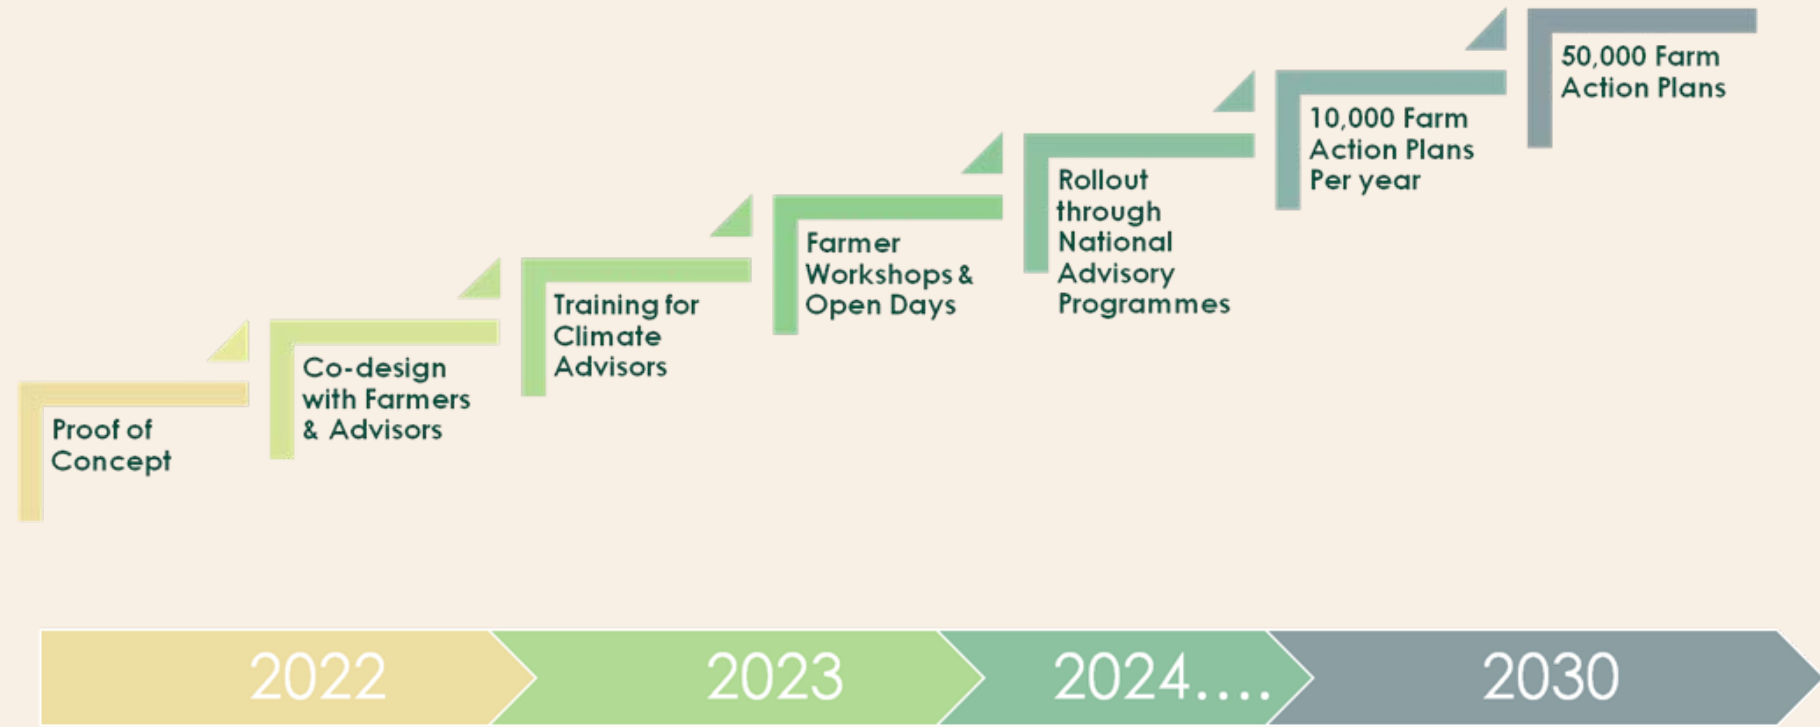 Proof of
Concept
Co-design
with Farmers
& Advisors
Training for
Climate
Advisors
Farmer
Workshops &
Open Days
Rollout
through
National
Advisory
Programmes
10,000 Farm
Action Plans
Per year
50,000 Farm
Action Plans
2022
2023
2024....
2030